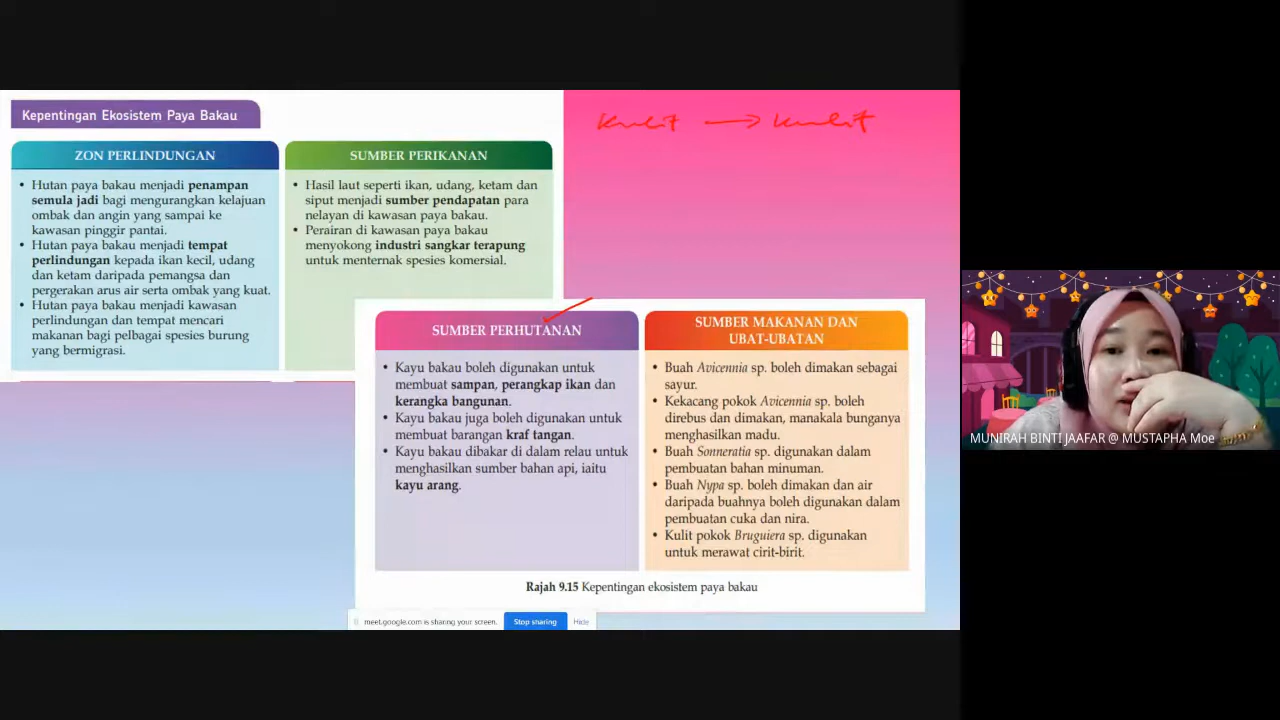 Kepentingan Ekosistem Paya Bakau
kulit → kulit
ZON PERLINDUNGAN
• Hutan paya bakau menjadi penampan
semula jadi bagi mengurangkan kelajuan
ombak dan angin yang sampai ke
kawasan pinggir pantai.
• Hutan paya bakau menjadi tempat
perlindungan kepada ikan kecil, udang
dan ketam daripada pemangsa dan
pergerakan arus air serta ombak yang kuat.
• Hutan paya bakau menjadi kawasan
perlindungan dan tempat mencari
makanan bagi pelbagai spesies burung
yang bermigrasi.
SUMBER PERIKANAN
• Hasil laut seperti ikan, udang, ketam dan
siput menjadi sumber pendapatan para
nelayan di kawasan paya bakau.
• Perairan di kawasan paya bakau
menyokong industri sangkar terapung
untuk menternak spesies komersial.
SUMBER PERHUTANAN
• Kayu bakau boleh digunakan untuk
membuat sampan, perangkap ikan dan
kerangka bangunan.
• Kayu bakau juga boleh digunakan untuk
membuat barangan kraf tangan.
• Kayu bakau dibakar di dalam relau untuk
menghasilkan sumber bahan api, iaitu
kayu arang.
SUMBER MAKANAN DAN
UBAT-UBATAN
• Buah Avicennia sp. boleh dimakan sebagai
sayur.
• Kekacang pokok Avicennia sp. boleh
direbus dan dimakan, manakala bunganya
menghasilkan madu.
• Buah Sonneratia sp. digunakan dalam
pembuatan bahan minuman.
• Buah Nypa sp. boleh dimakan dan air
daripada buahnya boleh digunakan dalam
pembuatan cuka dan nira.
• Kulit pokok Bruguiera sp. digunakan
untuk merawat cirit-birit.
Rajah 9.15 Kepentingan ekosistem paya bakau
meet.google.com is sharing your screen. Stop sharing Hide
MUNIRAH BINTI JAAFAR @ MUSTAPHA Moe